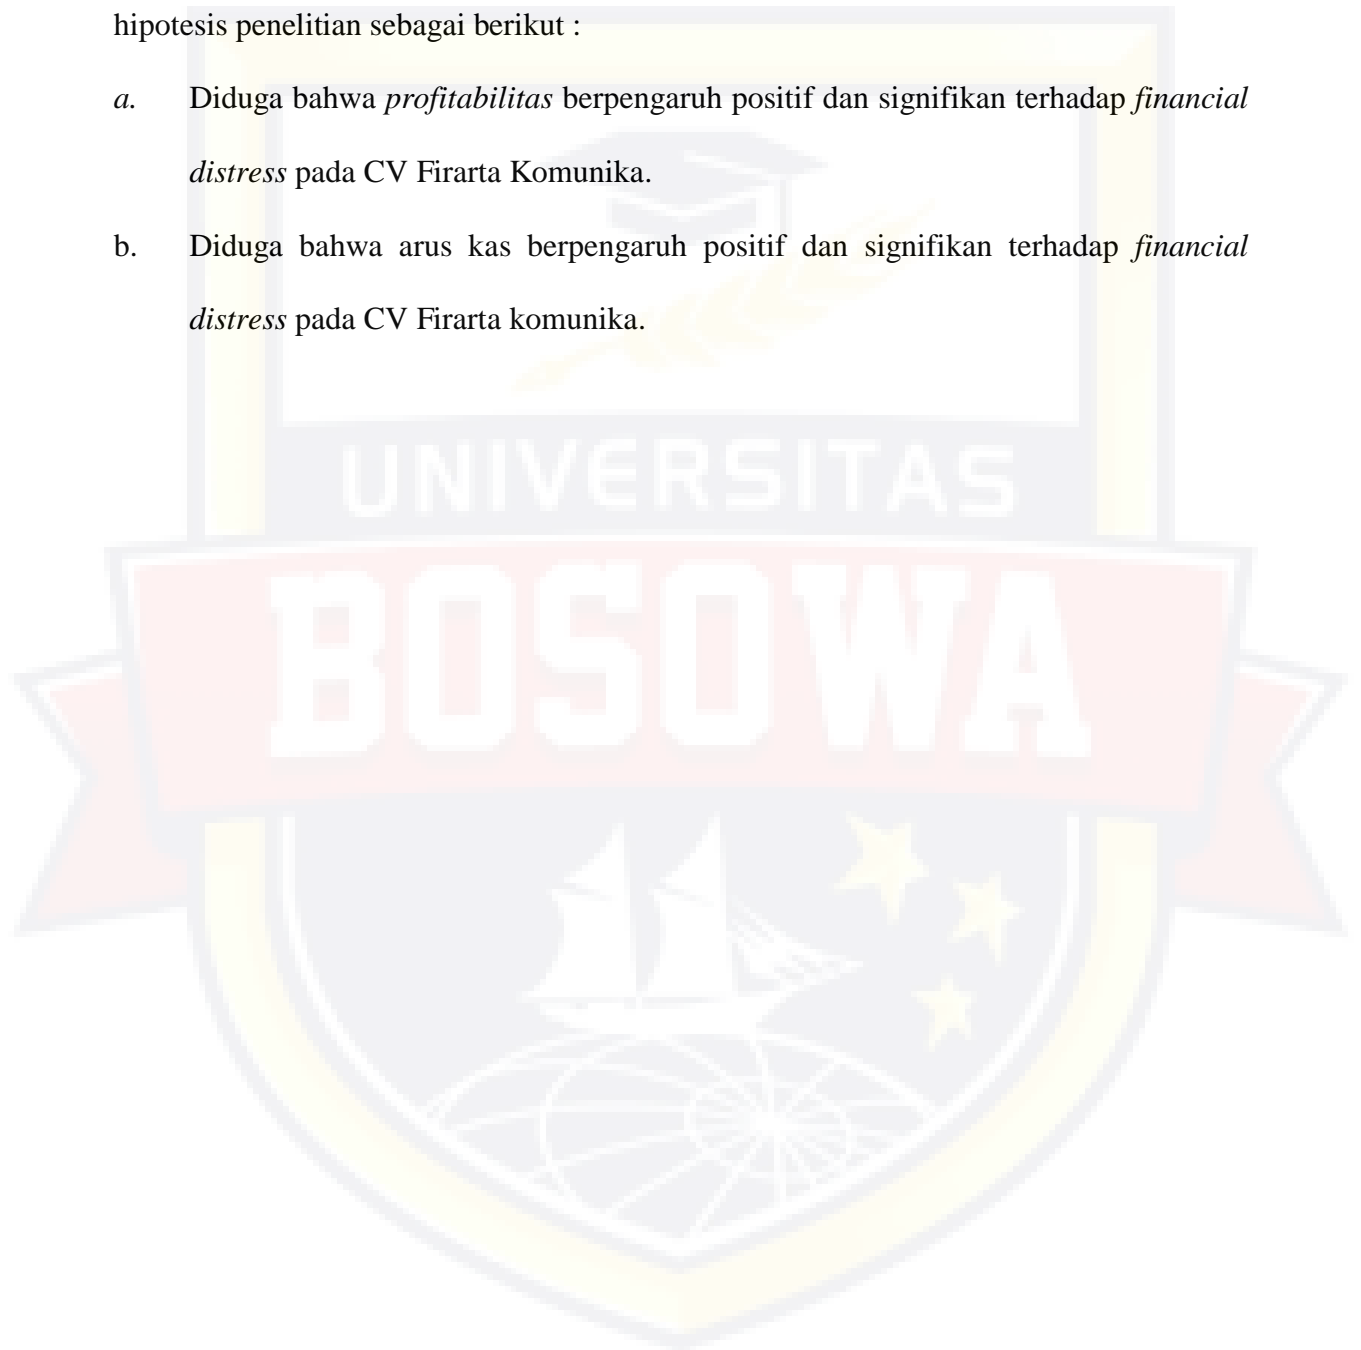 hipotesis penelitian sebagai berikut :
a. Diduga bahwa profitabilitas berpengaruh positif dan signifikan terhadap financial
distress pada CV Firarta Komunika.
b. Diduga bahwa arus kas berpengaruh positif dan signifikan terhadap financial
distress pada CV Firarta komunika.
UNIVERSITAS
BOSOWA